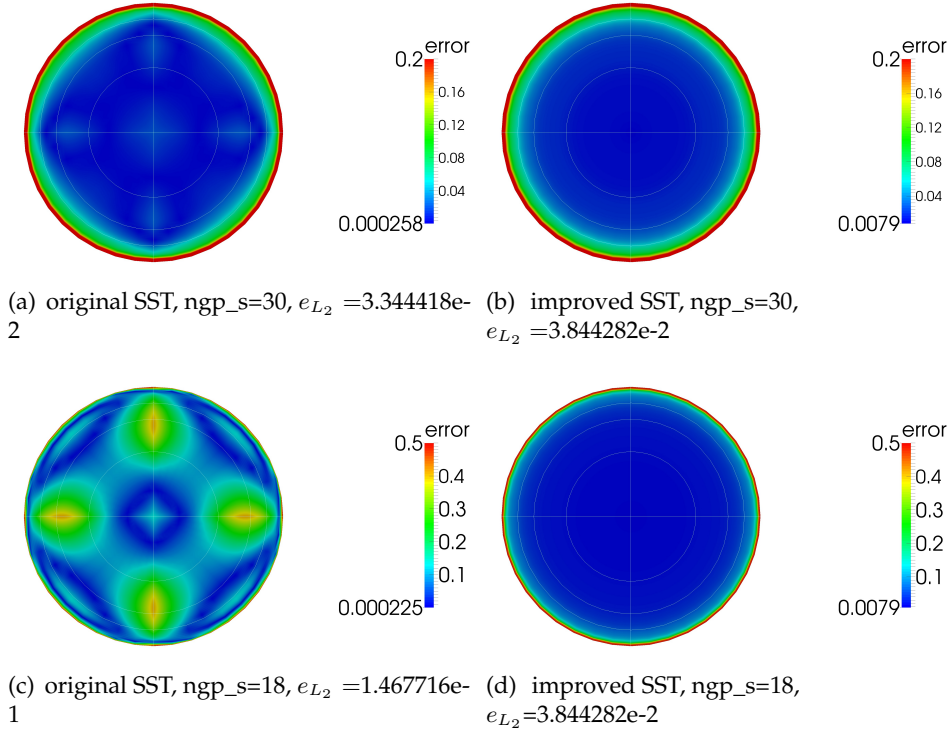 error
0.2
0.16
0.12
0.08
0.04
0.000258
error
0.2
0.16
0.12
0.08
0.04
0.0079
(a) original SST, ngp_s=30, e_{L_2} =3.344418e-
2
(b) improved SST, ngp_s=30,
e_{L_2} =3.844282e-2
error
0.5
0.4
0.3
0.2
0.1
0.000225
error
0.5
0.4
0.3
0.2
0.1
0.0079
(c) original SST, ngp_s=18, e_{L_2} =1.467716e-
1
(d) improved SST, ngp_s=18,
e_{L_2}=3.844282e-2